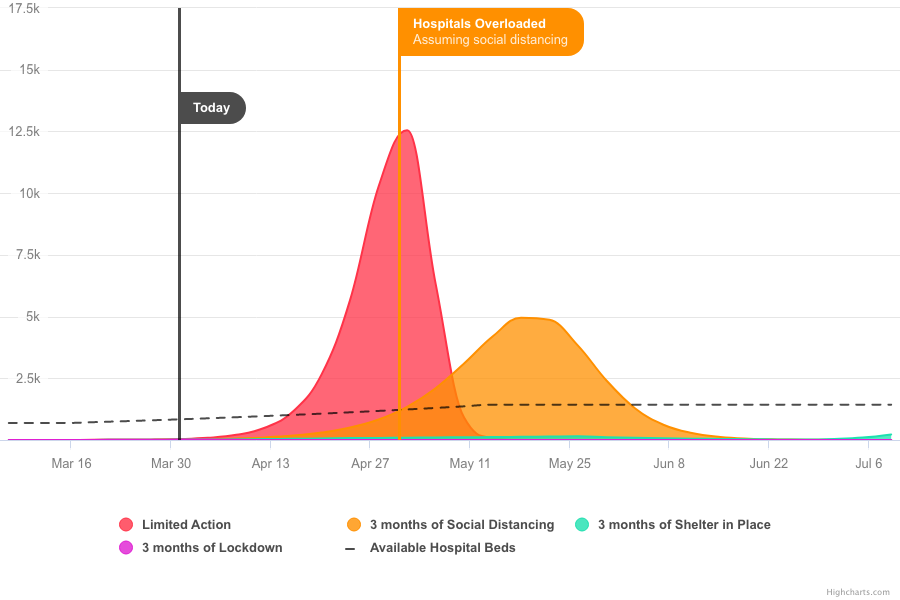 17.5k
Hospitals Overloaded
Assuming social distancing
15k
Today
12.5k
10k
7.5k
5k
2.5k
Mar 16 Mar 30 Apr 13 Apr 27 May 11 May 25 Jun 8 Jun 22 Jul 6
Limited Action 3 months of Social Distancing 3 months of Shelter in Place
3 months of Lockdown Available Hospital Beds
Highcharts.com